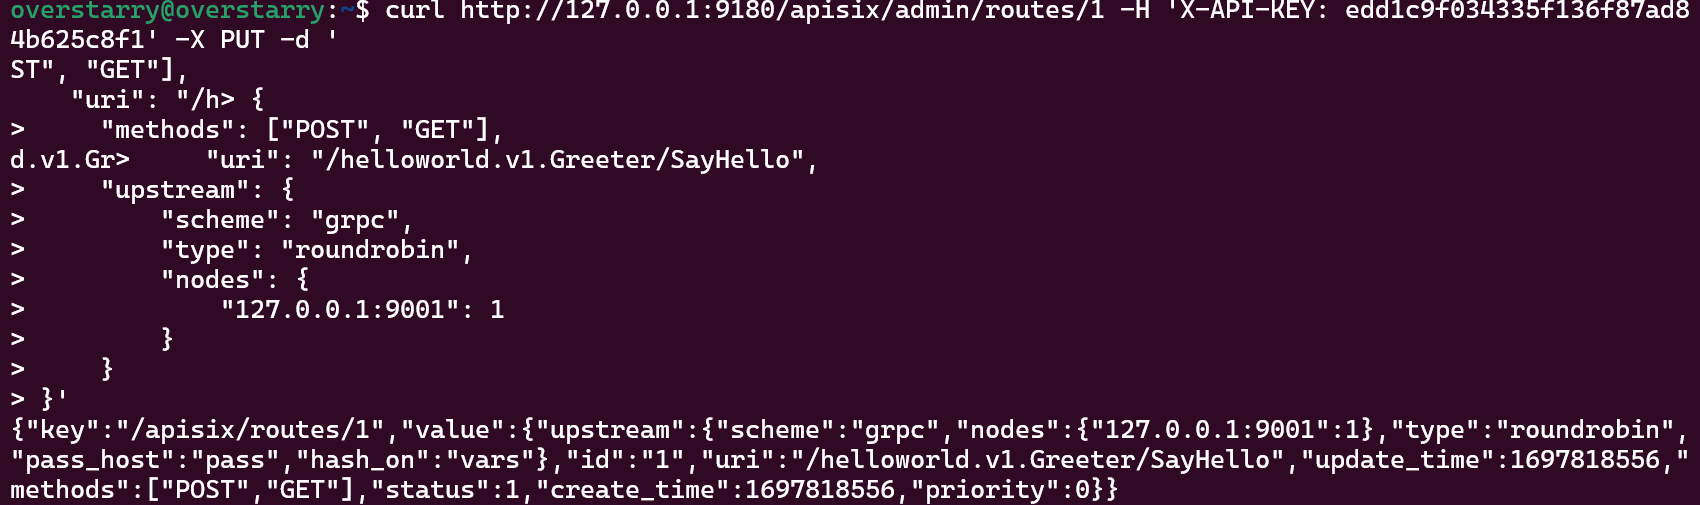 overstarry@overstarry:~$ curl http://127.0.0.1:9180/apisix/admin/routes/1 -H 'X-API-KEY: edd1c9f034335f136f87ad8
4b625c8f1' -X PUT -d '
ST", "GET"],
    "uri": "/h> {
>     "methods": ["POST", "GET"],
d.v1.Gr>     "uri": "/helloworld.v1.Greeter/SayHello",
>     "upstream": {
>         "scheme": "grpc",
>         "type": "roundrobin",
>         "nodes": {
>             "127.0.0.1:9001": 1
>         }
>     }
> }'
{"key":"/apisix/routes/1","value":{"upstream":{"scheme":"grpc","nodes":{"127.0.0.1:9001":1},"type":"roundrobin",
"pass_host":"pass","hash_on":"vars"},"id":"1","uri":"/helloworld.v1.Greeter/SayHello","update_time":1697818556,"
methods":["POST","GET"],"status":1,"create_time":1697818556,"priority":0}}